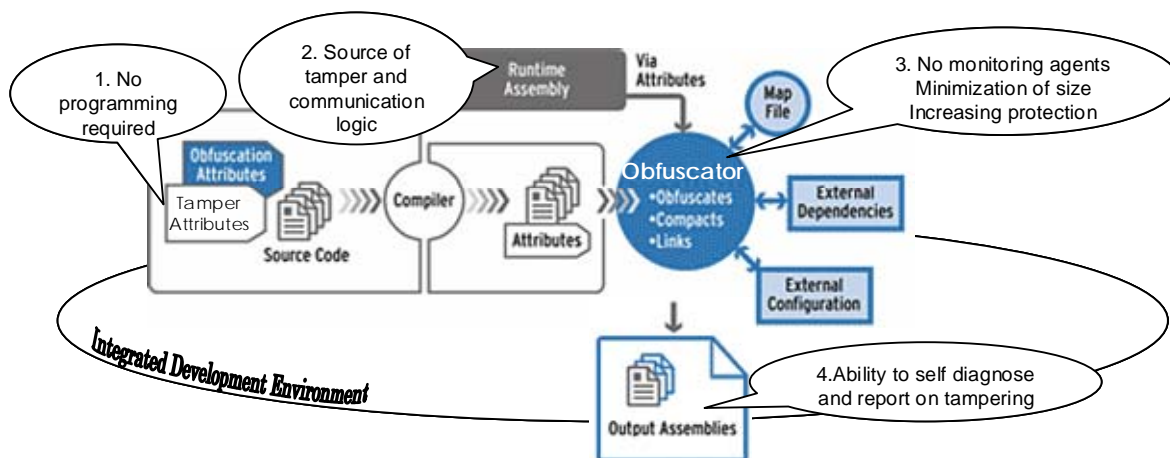 1. No
programming
required
2. Source of
tamper and
communication
logic
Runtime
Assembly
Via
Attributes
3. No monitoring agents
Minimization of size
Increasing protection
Map
File
Obfuscation
Attributes
Tamper
Attributes
Source Code
Compiler
Attributes
Obfuscator
•Obfuscates
•Compacts
•Links
External
Dependencies
External
Configuration
Integrated Development Environment
Output Assemblies
4.Ability to self diagnose
and report on tampering